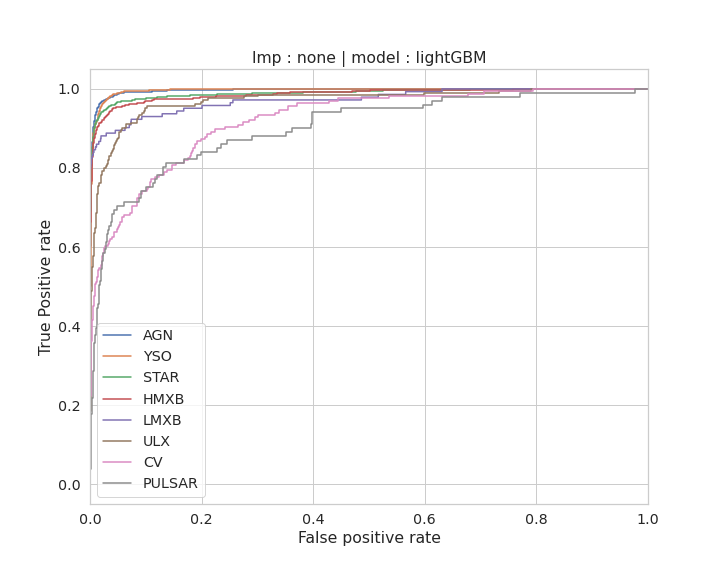 Imp : none | model : lightGBM
True Positive rate
1.0
0.8
0.6
0.4
0.2
0.0
AGN
YSO
STAR
HMXB
LMXB
ULX
CV
PULSAR
0.0 0.2 0.4 0.6 0.8 1.0
False positive rate